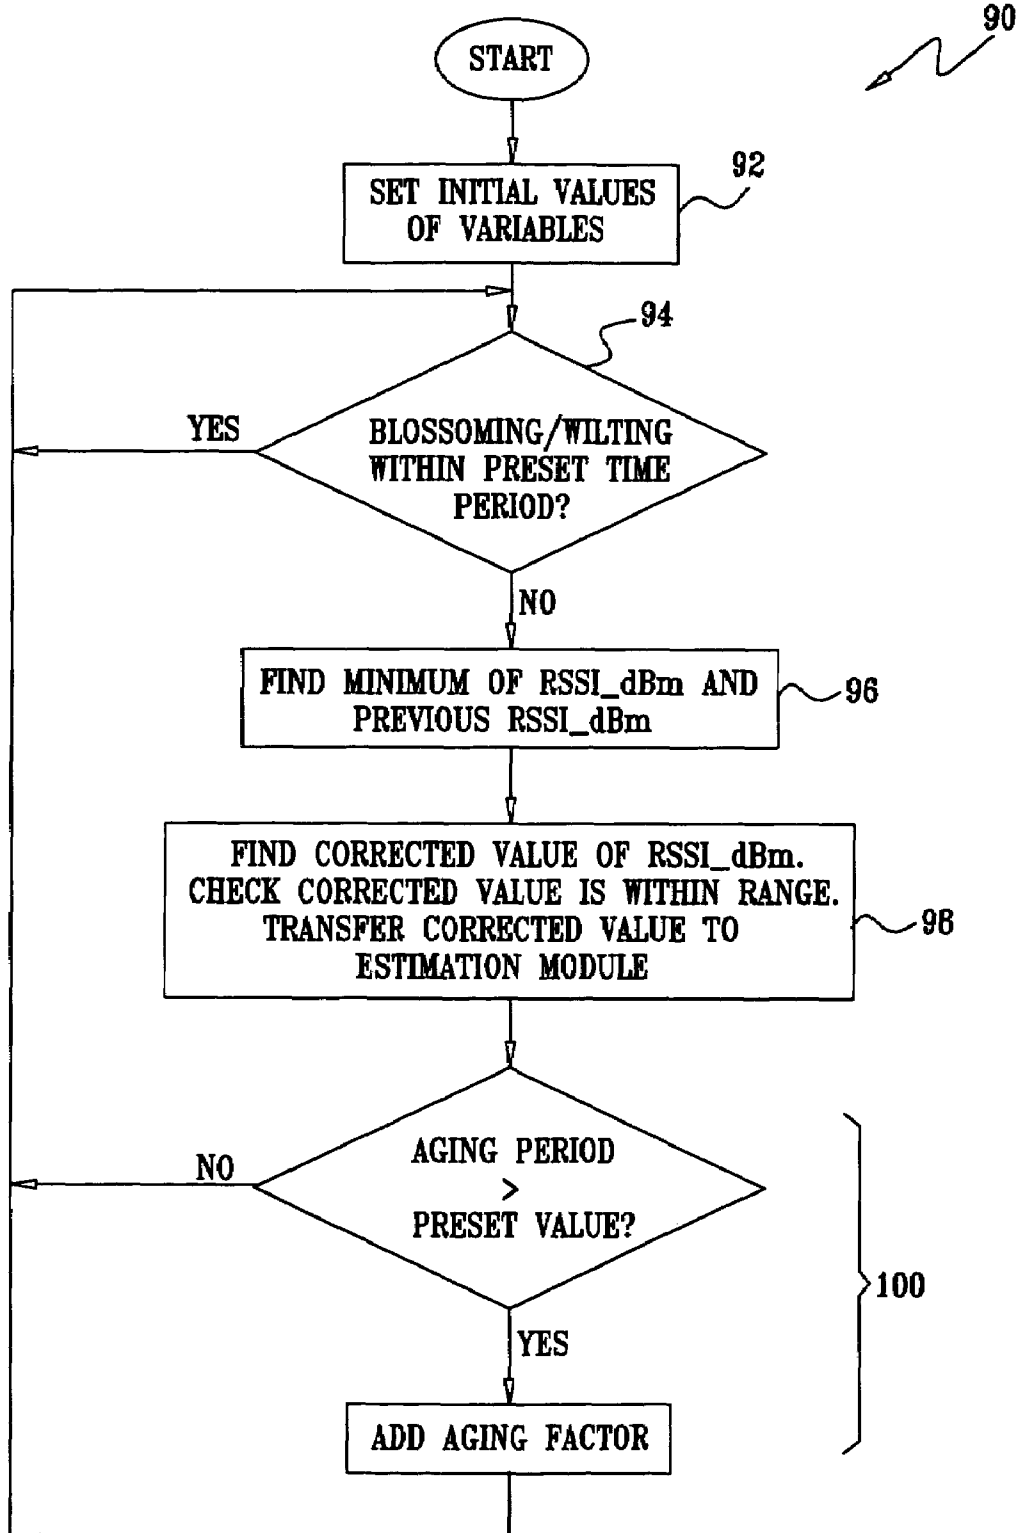 90
START
92
SET INITIAL VALUES
OF VARIABLES
94
YES
BLOSSOMING/WILTING
WITHIN PRESET TIME
PERIOD?
NO
FIND MINIMUM OF RSSI_dBm AND
PREVIOUS RSSI_dBm
96
FIND CORRECTED VALUE OF RSSI_dBm.
CHECK CORRECTED VALUE IS WITHIN RANGE.
TRANSFER CORRECTED VALUE TO
ESTIMATION MODULE
98
NO
AGING PERIOD
>
PRESET VALUE?
100
YES
ADD AGING FACTOR